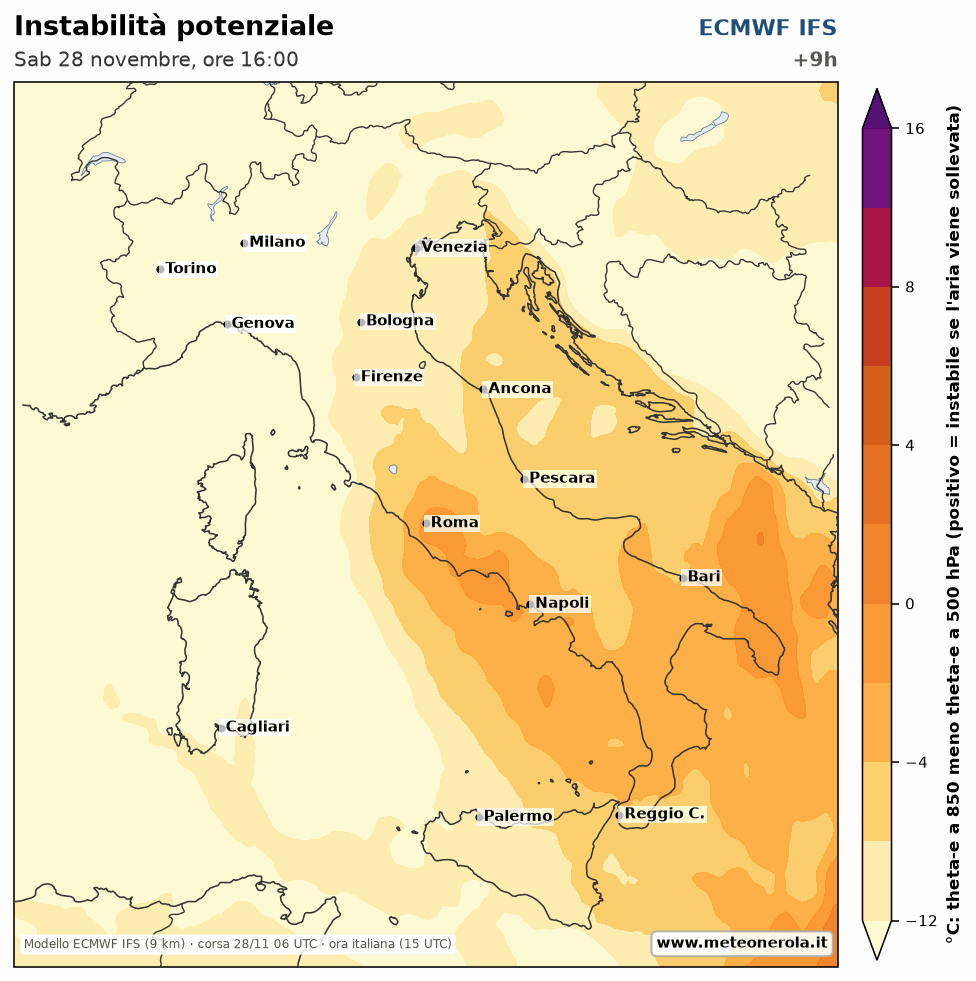 Instabilità potenziale
ECMWF IFS
Sab 28 novembre, ore 16:00
+9h
Milano
Venezia
Torino
Genova
Bologna
Firenze
Ancona
Pescara
Roma
Bari
Napoli
Cagliari
Palermo
Reggio C.
16
8
4
0
−4
−12
°C: theta-e a 850 meno theta-e a 500 hPa (positivo = instabile se l'aria viene sollevata)
Modello ECMWF IFS (9 km) · corsa 28/11 06 UTC · ora italiana (15 UTC)
www.meteonerola.it